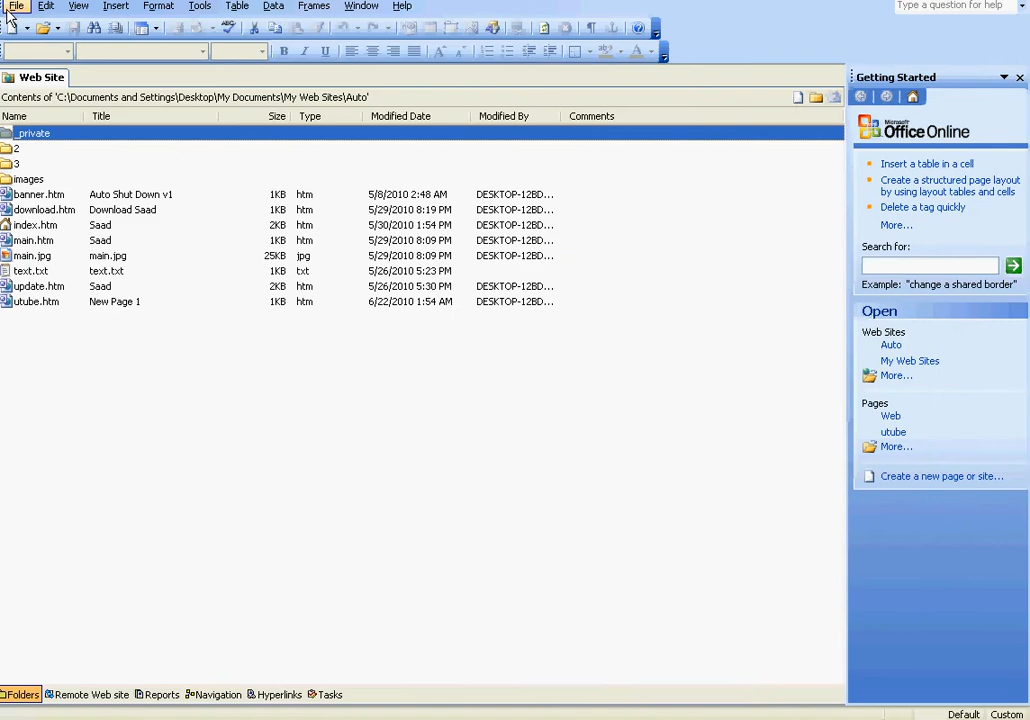 File Edit View Insert Format Tools Table Data Frames Window Help Type a question for help
Web Site
Getting Started
Contents of 'C:\Documents and Settings\Desktop\My Documents\My Web Sites\Auto'
Name Title Size Type Modified Date Modified By Comments
_private
2
3
images
banner.htm Auto Shut Down v1 1KB htm 5/8/2010 2:48 AM DESKTOP-12BD...
download.htm Download Saad 1KB htm 5/29/2010 8:19 PM DESKTOP-12BD...
index.htm Saad 2KB htm 5/30/2010 1:54 PM DESKTOP-12BD...
main.htm Saad 1KB htm 5/29/2010 8:09 PM DESKTOP-12BD...
main.jpg main.jpg 25KB jpg 5/29/2010 8:09 PM DESKTOP-12BD...
text.txt text.txt 1KB txt 5/26/2010 5:23 PM
update.htm Saad 2KB htm 5/26/2010 5:30 PM DESKTOP-12BD...
utube.htm New Page 1 1KB htm 6/22/2010 1:54 AM DESKTOP-12BD...
Office Online
Insert a table in a cell
Create a structured page layout
by using layout tables and cells
Delete a tag quickly
More...
Search for:
Example: "change a shared border"
Open
Web Sites
Auto
My Web Sites
More...
Pages
Web
utube
More...
Create a new page or site...
Folders Remote Web site Reports Navigation Hyperlinks Tasks
Default Custom